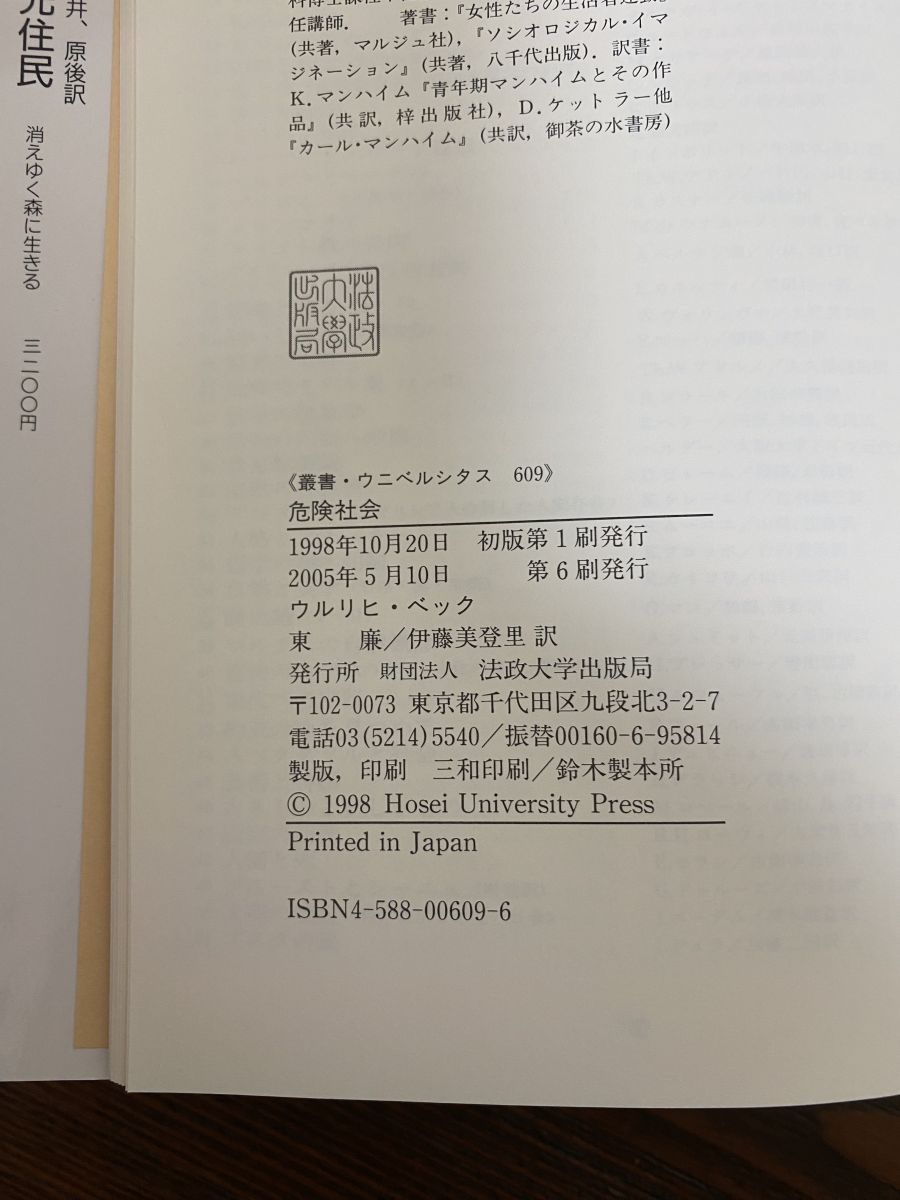 任講師. 著書:『女性たちの生活者運動』
(共著, マルジュ社),『ソシオロジカル・イマ
ジネーション』(共著, 八千代出版). 訳書:
K. マンハイム『青年期マンハイムとその作
品』(共訳, 梓出版社), D. ケットラー他
『カール・マンハイム』(共訳, 御茶の水書房)
法政
大學
出版局
《叢書・ウニベルシタス 609》
危険社会
1998年10月20日 初版第1刷発行
2005年5月10日 第6刷発行
ウルリヒ・ベック
東 廉/伊藤美登里 訳
発行所 財団法人 法政大学出版局
〒102-0073 東京都千代田区九段北3-2-7
電話03(5214)5540/振替00160-6-95814
製版, 印刷 三和印刷/鈴木製本所
© 1998 Hosei University Press
Printed in Japan
ISBN4-588-00609-6
井、原後訳
住民
消えゆく森に生きる
三二〇〇円